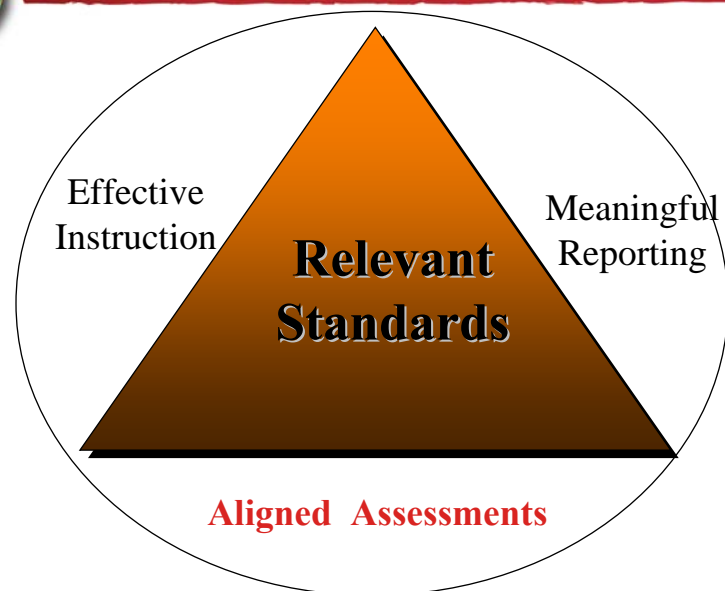 Effective
Instruction
Meaningful
Reporting
Relevant
Standards
Aligned Assessments